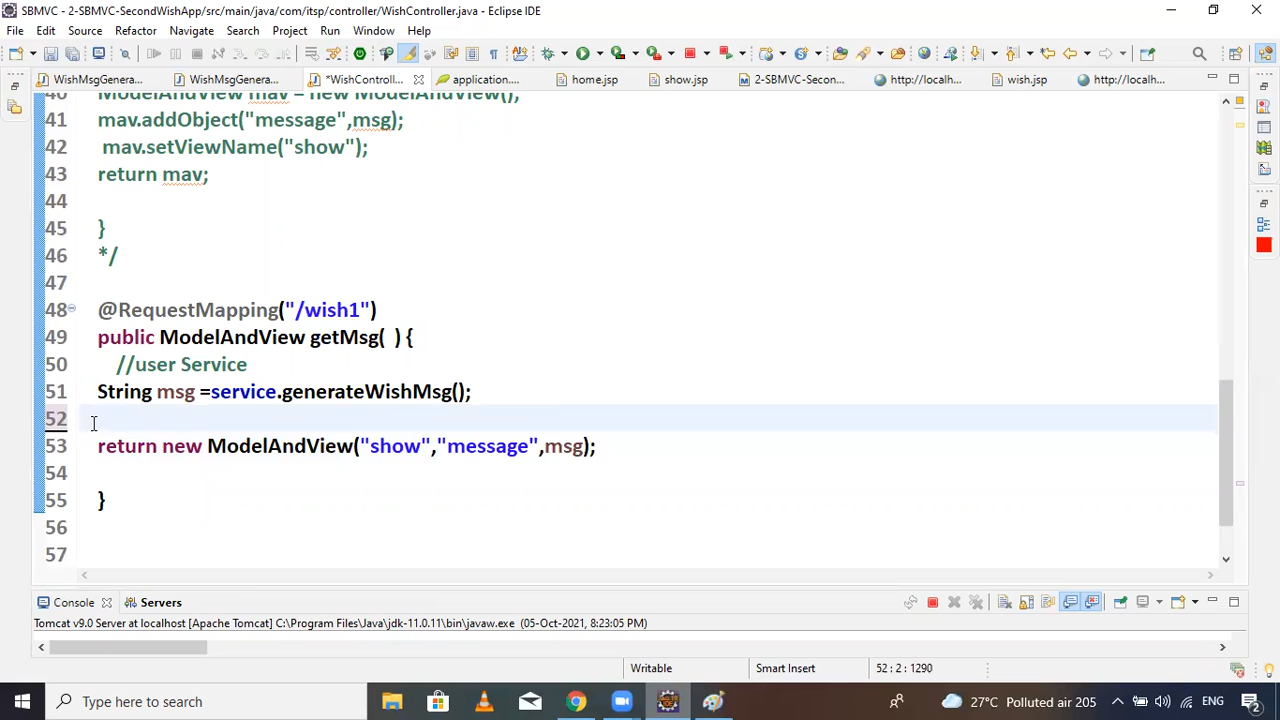 SBMVC - 2-SBMVC-SecondWishApp/src/main/java/com/itsp/controller/WishController.java - Eclipse IDE
File Edit Source Refactor Navigate Search Project Run Window Help
WishMsgGenera... WishMsgGenera... *WishControll... application.... home.jsp show.jsp 2-SBMVC-Secon... http://localh... wish.jsp http://localh...
40 ModelAndView mav = new ModelAndView();
41 mav.addObject("message",msg);
42 mav.setViewName("show");
43 return mav;
44
45 }
46 */
47
48 @RequestMapping("/wish1")
49 public ModelAndView getMsg( ) {
50 //user Service
51 String msg =service.generateWishMsg();
52
53 return new ModelAndView("show","message",msg);
54
55 }
56
57
Console Servers
Tomcat v9.0 Server at localhost [Apache Tomcat] C:\Program Files\Java\jdk-11.0.11\bin\javaw.exe (05-Oct-2021, 8:23:05 PM)
Writable Smart Insert 52 : 2 : 1290
Type here to search 27°C Polluted air 205 ENG 2